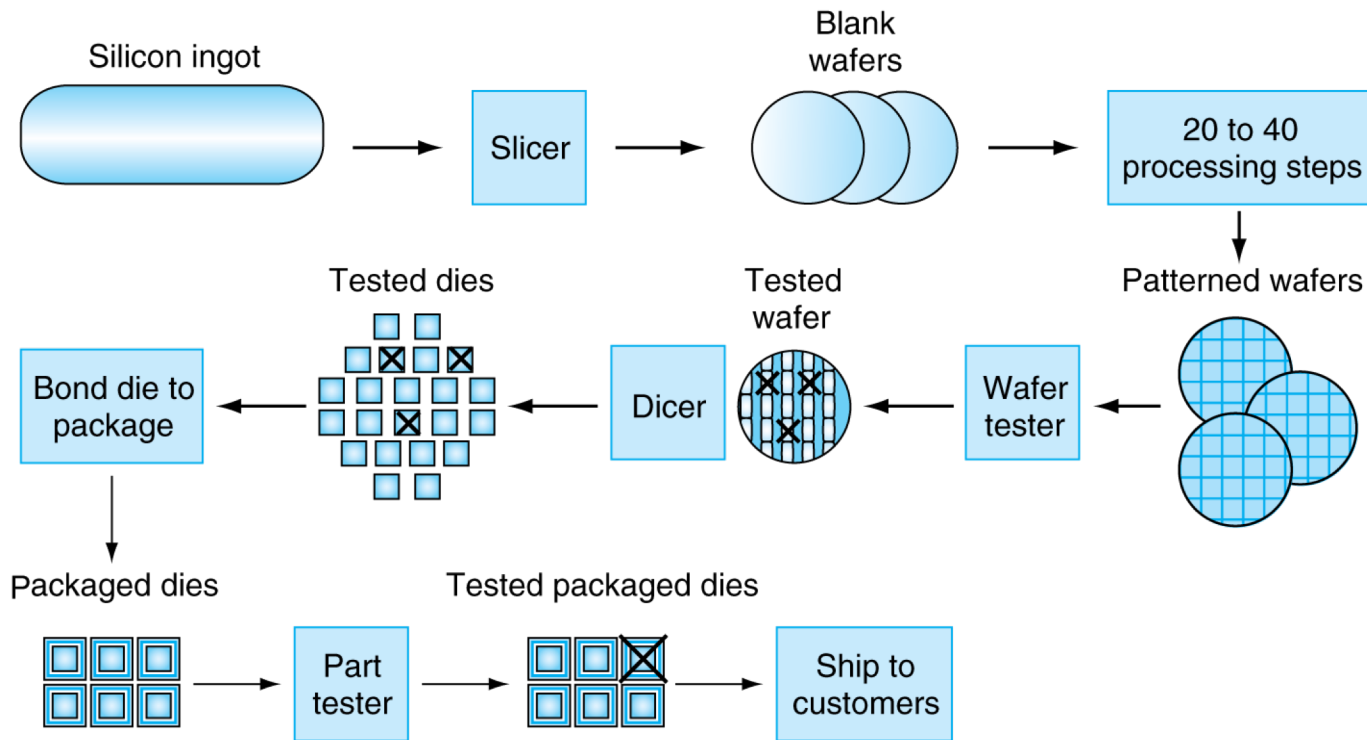 Silicon ingot
Slicer
Blank
wafers
20 to 40
processing steps
Tested dies
Tested
wafer
Patterned wafers
Bond die to
package
Dicer
Wafer
tester
Packaged dies
Tested packaged dies
Part
tester
Ship to
customers